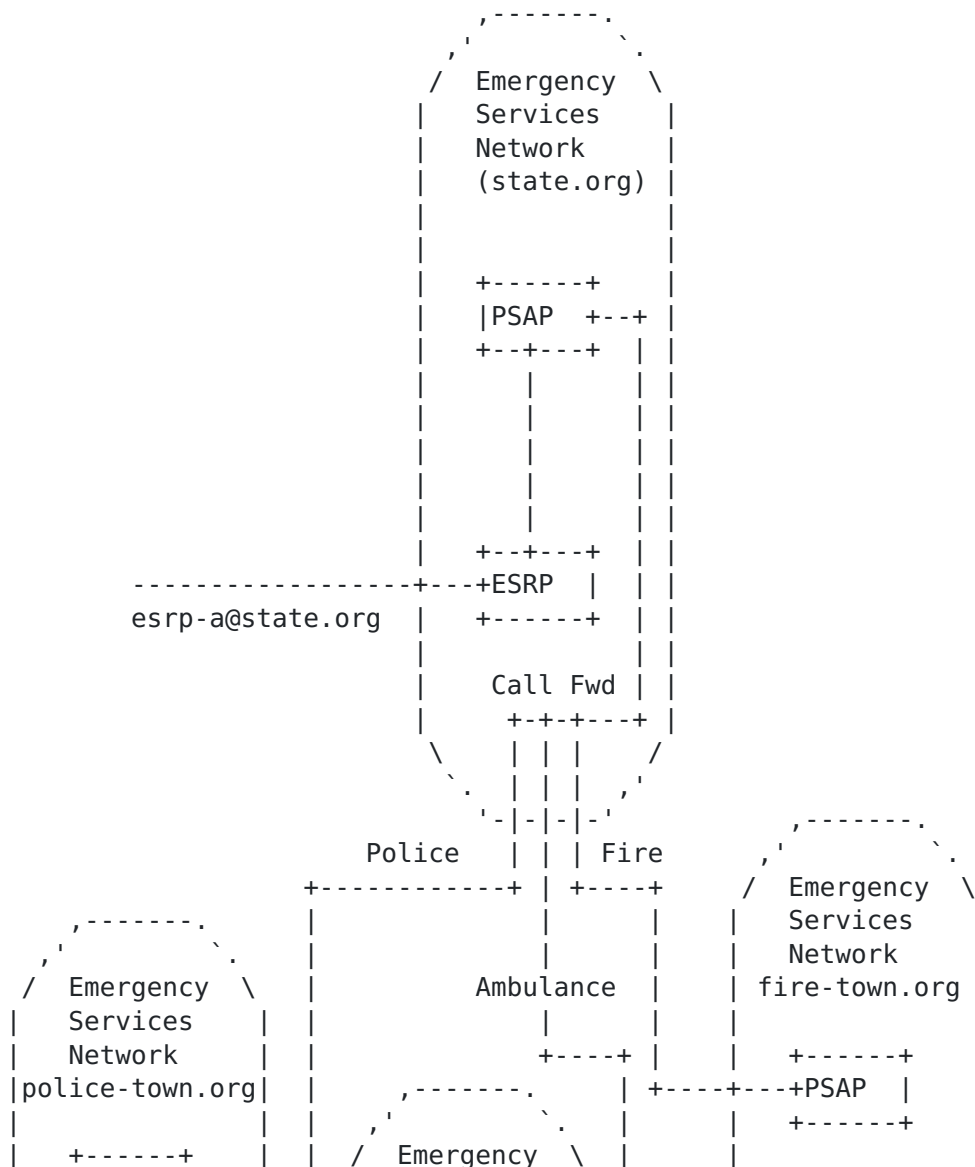 Emergency
Services
Network
(state.org)
PSAP
ESRP
esrp-a@state.org
Call Fwd
Police
Fire
Emergency
Services
Network
fire-town.org
Emergency
Services
Network
police-town.org
Ambulance
PSAP
Emergency